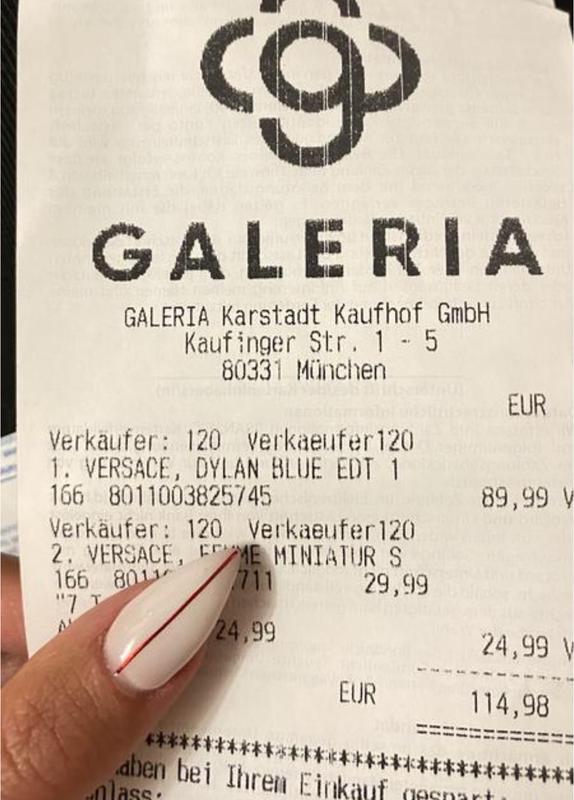 GALERIA
GALERIA Karstadt Kaufhof GmbH
Kaufinger Str. 1 - 5
80331 München
EUR
Verkäufer: 120 Verkaeufer120
1. VERSACE, DYLAN BLUE EDT 1
166 8011003825745 89,99 V
Verkäufer: 120 Verkaeufer120
2. VERSACE, MINIATUR S
166 29,99
24,99 24,99 V
EUR 114,98
bei Ihrem Einkauf